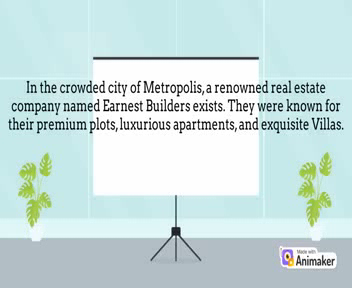 In the crowded city of Metropolis, a renowned real estate
company named Earnest Builders exists. They were known for
their premium plots, luxurious apartments, and exquisite Villas.
Made with
Animaker